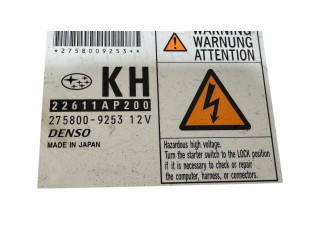 *2758009253*
KH
22611AP200
275800-9253 12V
DENSO
MADE IN JAPAN
WARNING
WARNUNG
ATTENTION
Hazardous high voltage.
Turn the starter switch to the LOCK position
if it is necessary to check or repair
the computer, harness, or connectors.